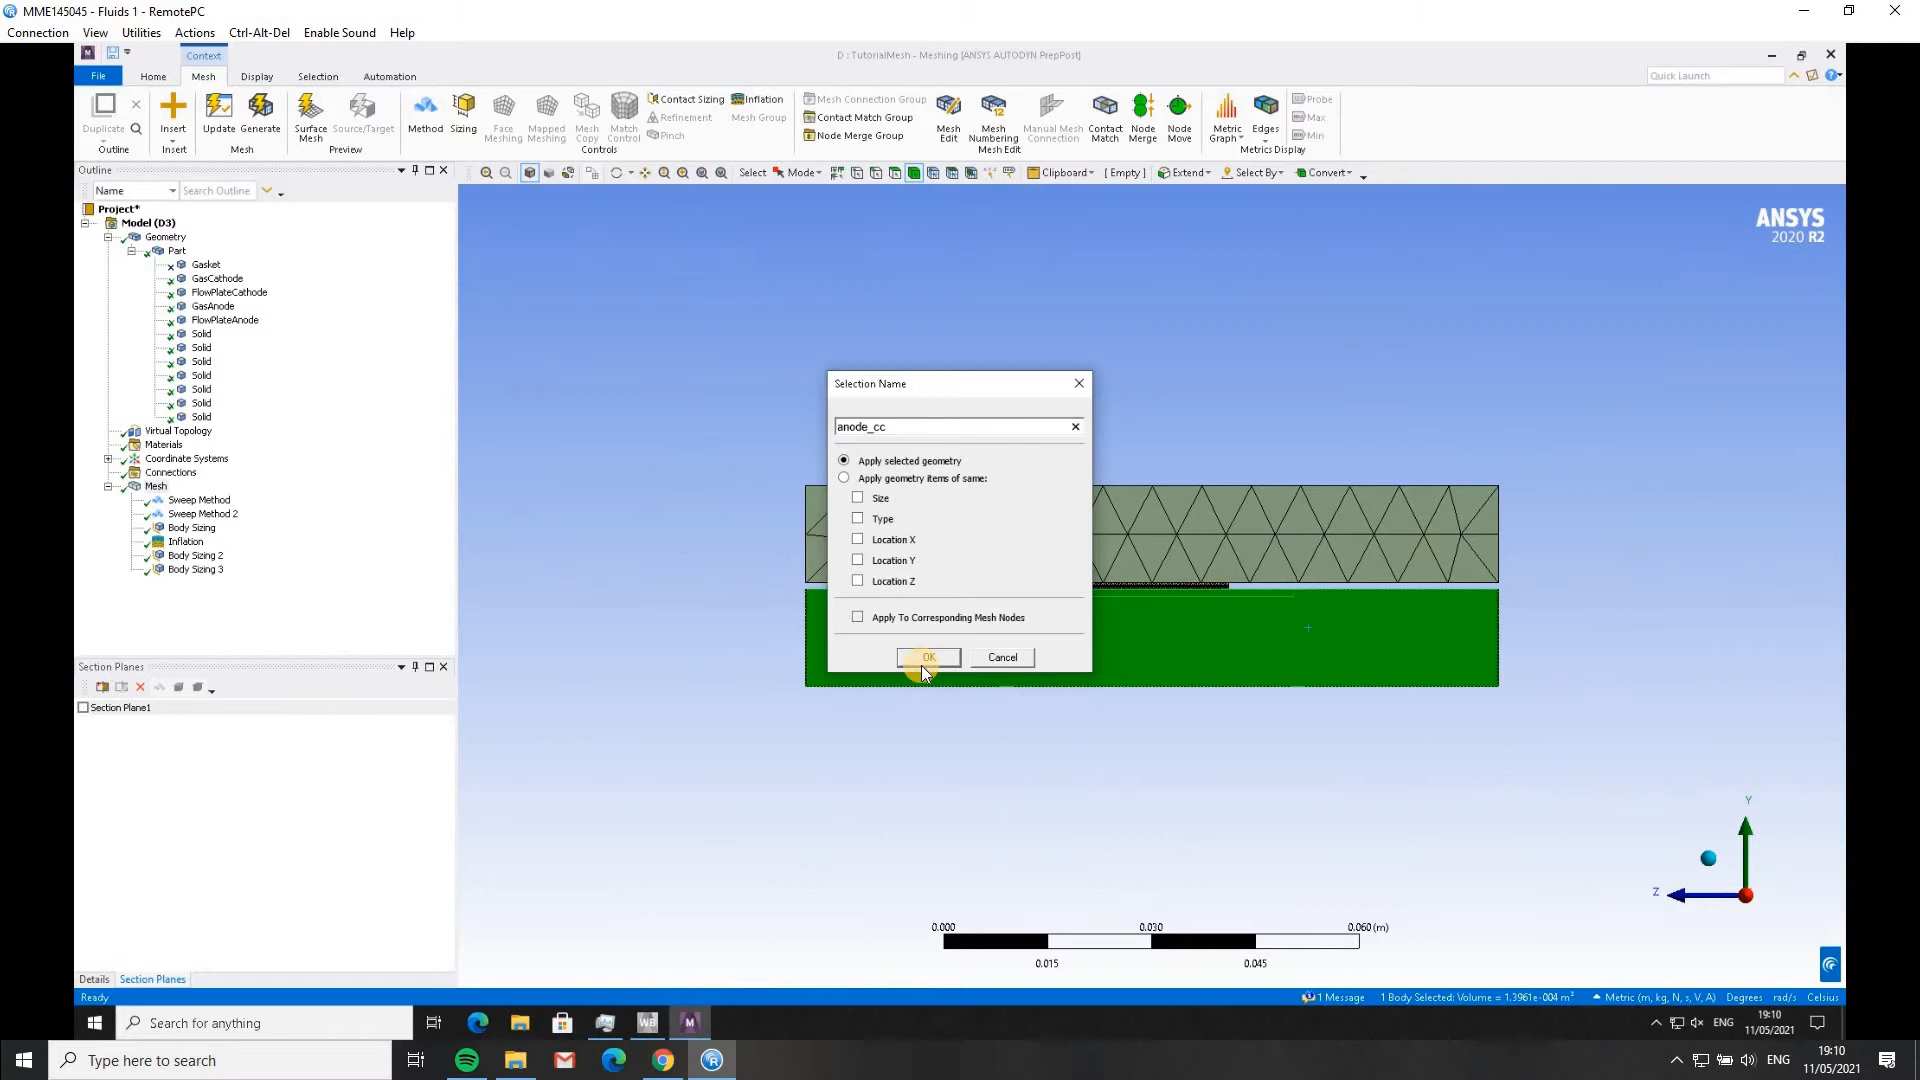 MME145045 - Fluids 1 - RemotePC
Connection View Utilities Actions Ctrl-Alt-Del Enable Sound Help
Context
D : TutorialMesh - Meshing [ANSYS AUTODYN PrepPost]
File Home Mesh Display Selection Automation
Quick Launch
Duplicate
Outline
Insert
Insert
Update Generate
Mesh
Surface Mesh
Source/Target
Preview
Method Sizing
Face Meshing
Mapped Meshing
Mesh Copy
Match Control
Controls
Contact Sizing
Refinement
Pinch
Inflation
Mesh Group
Mesh Connection Group
Contact Match Group
Node Merge Group
Mesh Edit
Mesh Numbering
Manual Mesh Connection
Contact Match
Node Merge
Node Move
Mesh Edit
Metric Graph
Edges
Probe
Max
Min
Metrics Display
Outline
Select Mode Clipboard [ Empty ] Extend Select By Convert
Name Search Outline
Project*
Model (D3)
Geometry
Part
Gasket
GasCathode
FlowPlateCathode
GasAnode
FlowPlateAnode
Solid
Solid
Solid
Solid
Solid
Solid
Solid
Virtual Topology
Materials
Coordinate Systems
Connections
Mesh
Sweep Method
Sweep Method 2
Body Sizing
Inflation
Body Sizing 2
Body Sizing 3
ANSYS
2020 R2
Selection Name
anode_cc
Apply selected geometry
Apply geometry items of same:
Size
Type
Location X
Location Y
Location Z
Apply To Corresponding Mesh Nodes
OK Cancel
Section Planes
Section Plane1
Y
Z
0.000 0.030 0.060 (m)
0.015 0.045
Details Section Planes
Ready
1 Message 1 Body Selected: Volume = 1.3961e-004 m³ Metric (m, kg, N, s, V, A) Degrees rad/s Celsius
Search for anything
WB
M
ENG
19:10
11/05/2021
Type here to search
ENG
19:10
11/05/2021